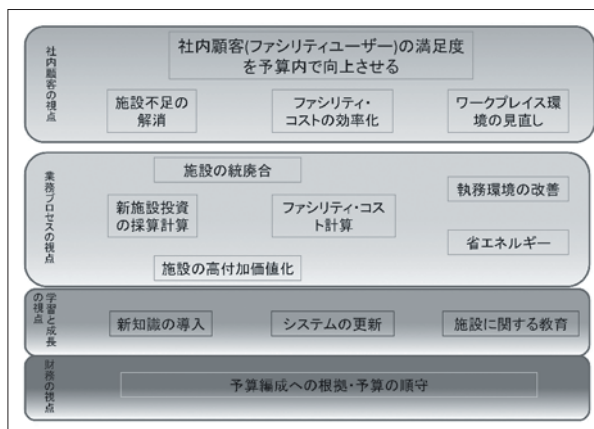 社内顧客の視点
社内顧客(ファシリティユーザー)の満足度
を予算内で向上させる
施設不足の
解消
ファシリティ・
コストの効率化
ワークプレイス環
境の見直し
業務プロセスの視点
施設の統廃合
新施設投資
の採算計算
ファシリティ・コス
ト計算
執務環境の改善
省エネルギー
施設の高付加価値化
学習と成長
の視点
新知識の導入
システムの更新
施設に関する教育
財務の視点
予算編成への根拠・予算の順守